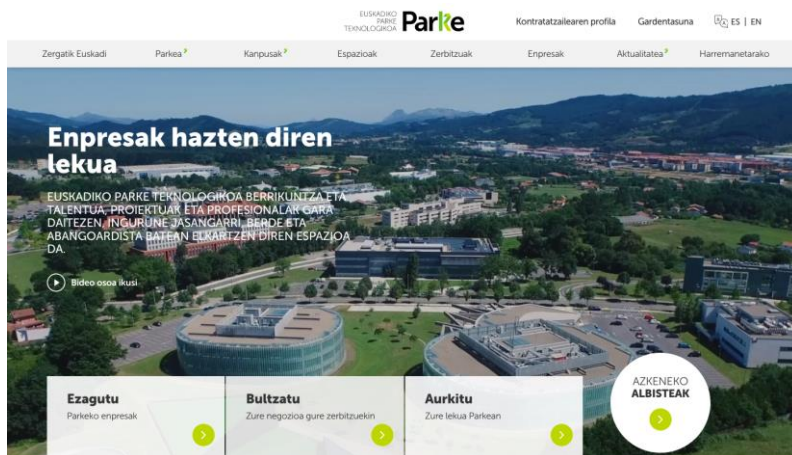 EUSKADIKO
PARKE
TEKNOLOGIKOA
Parke
Kontratatzailearen profila
Gardentasuna
ES | EN
Zergatik Euskadi
Parkea
Kanpusak
Espazioak
Zerbitzuak
Enpresak
Aktualitatea
Harremanetarako
Enpresak hazten diren
lekua
EUSKADIKO PARKE TEKNOLOGIKOA BERRIKUNTZA ETA
TALENTUA, PROIEKTUAK ETA PROFESIONALAK GARA
DAITEZEN, INGURUNE JASANGARRI, BERDE ETA
ABANGOARDISTA BATEAN ELKARTZEN DIREN ESPAZIOA
DA.
Bideo osoa ikusi
Ezagutu
Parkeko enpresak
Bultzatu
Zure negozioa gure zerbitzuekin
Aurkitu
Zure lekua Parkean
AZKENEKO
ALBISTEAK